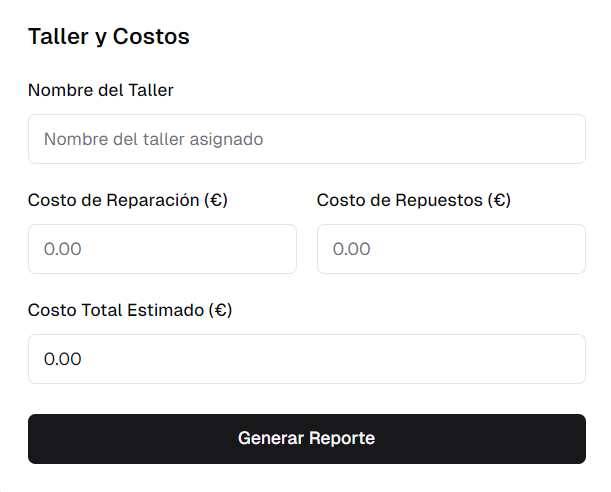 Taller y Costos
Nombre del Taller
Nombre del taller asignado
Costo de Reparación (€)
Costo de Repuestos (€)
0.00
0.00
Costo Total Estimado (€)
0.00
Generar Reporte